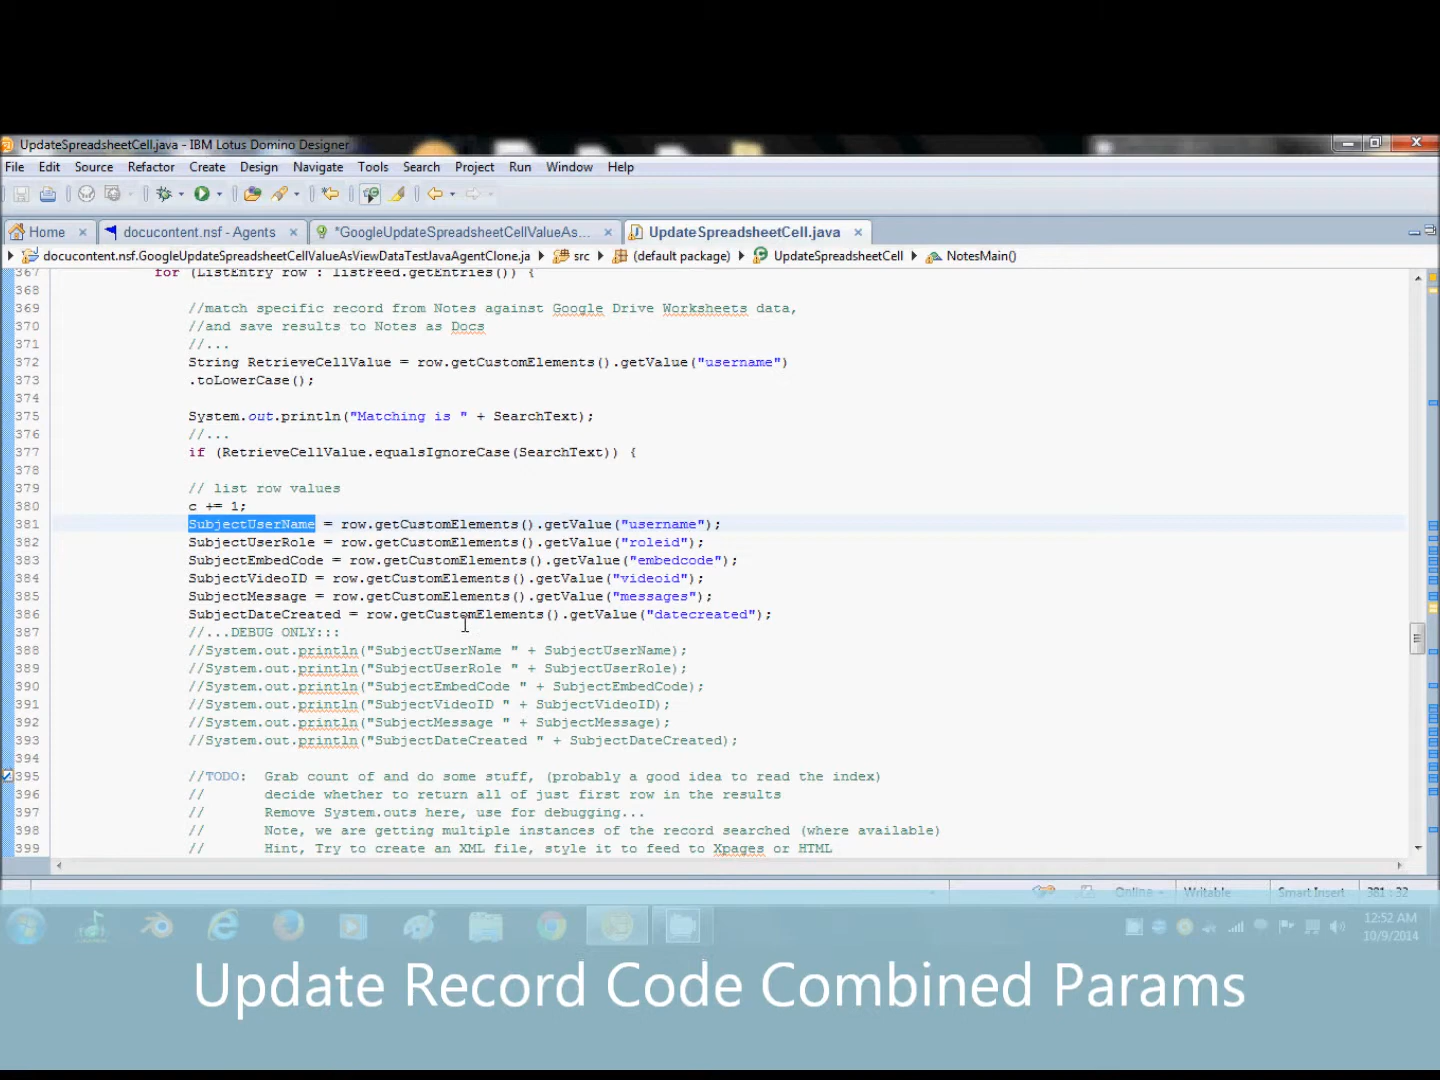 UpdateSpreadsheetCell.java - IBM Lotus Domino Designer
File Edit Source Refactor Create Design Navigate Tools Search Project Run Window Help
Home docucontent.nsf - Agents *GoogleUpdateSpreadsheetCellValueAs... UpdateSpreadsheetCell.java
docucontent.nsf.GoogleUpdateSpreadsheetCellValueAsViewDataTestJavaAgentClone.ja src (default package) UpdateSpreadsheetCell NotesMain()
367 for (ListEntry row : listFeed.getEntries()) {
368
369 //match specific record from Notes against Google Drive Worksheets data,
370 //and save results to Notes as Docs
371 //...
372 String RetrieveCellValue = row.getCustomElements().getValue("username")
373 .toLowerCase();
374
375 System.out.println("Matching is " + SearchText);
376 //...
377 if (RetrieveCellValue.equalsIgnoreCase(SearchText)) {
378
379 // list row values
380 c += 1;
381 SubjectUserName = row.getCustomElements().getValue("username");
382 SubjectUserRole = row.getCustomElements().getValue("roleid");
383 SubjectEmbedCode = row.getCustomElements().getValue("embedcode");
384 SubjectVideoID = row.getCustomElements().getValue("videoid");
385 SubjectMessage = row.getCustomElements().getValue("messages");
386 SubjectDateCreated = row.getCustomElements().getValue("datecreated");
387 //...DEBUG ONLY:::
388 //System.out.println("SubjectUserName " + SubjectUserName);
389 //System.out.println("SubjectUserRole " + SubjectUserRole);
390 //System.out.println("SubjectEmbedCode " + SubjectEmbedCode);
391 //System.out.println("SubjectVideoID " + SubjectVideoID);
392 //System.out.println("SubjectMessage " + SubjectMessage);
393 //System.out.println("SubjectDateCreated " + SubjectDateCreated);
394
395 //TODO: Grab count of and do some stuff, (probably a good idea to read the index)
396 // decide whether to return all of just first row in the results
397 // Remove System.outs here, use for debugging...
398 // Note, we are getting multiple instances of the record searched (where available)
399 // Hint, Try to create an XML file, style it to feed to Xpages or HTML
Online Writable Smart Insert 381 : 32
12:52 AM
10/9/2014
Update Record Code Combined Params